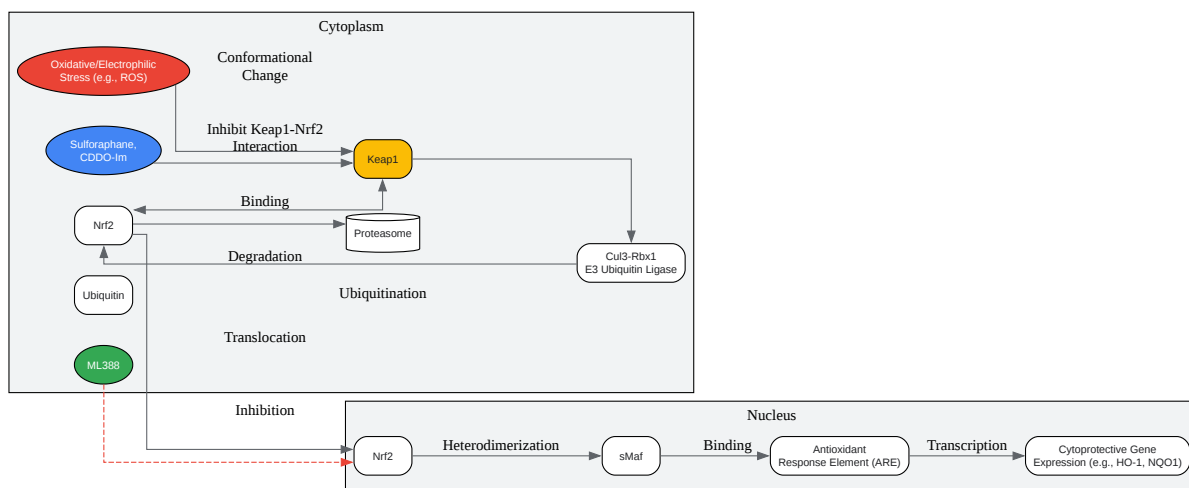 Cytoplasm
Oxidative/Electrophilic
Stress (e.g., ROS)
Conformational
Change
Sulforaphane,
CDDO-Im
Inhibit Keap1-Nrf2
Interaction
Keap1
Binding
Nrf2
Proteasome
Degradation
Cul3-Rbx1
E3 Ubiquitin Ligase
Ubiquitin
Ubiquitination
Translocation
ML388
Inhibition
Nucleus
Nrf2
Heterodimerization
sMaf
Binding
Antioxidant
Response Element (ARE)
Transcription
Cytoprotective Gene
Expression (e.g., HO-1, NQO1)